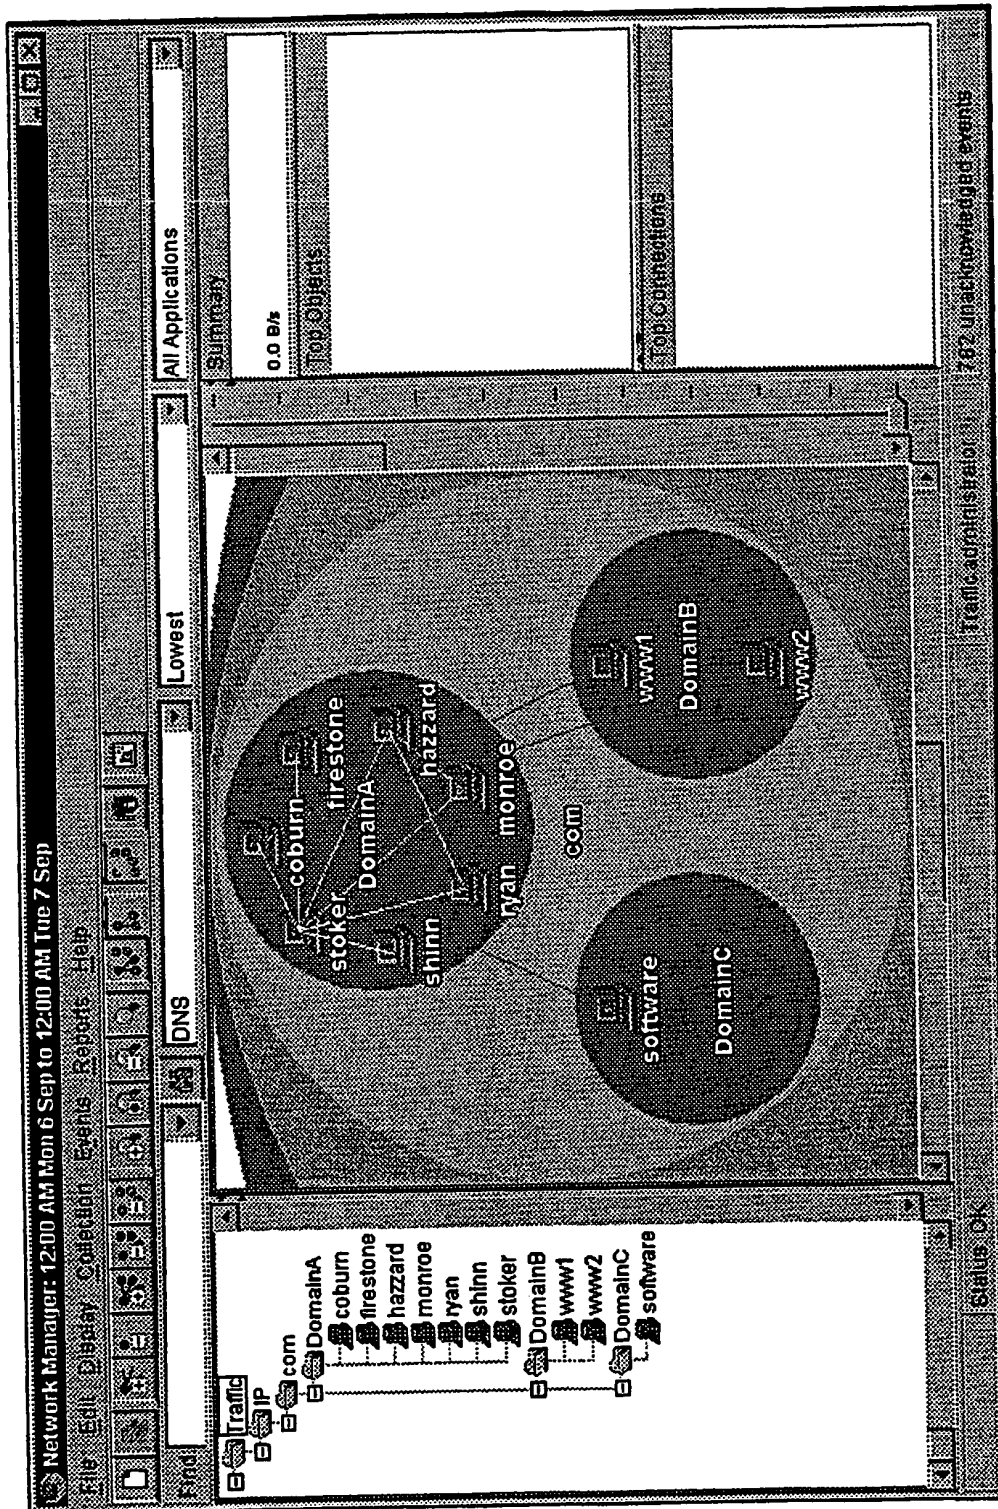 Network Manager: 12:00 AM Mon 6 Sep to 12:00 AM Tue 7 Sep
File Edit Display Collection Events Reports Help
Find:
DNS
Lowest
All Applications
Traffic
IP
com
DomainA
coburn
firestone
hazzard
monroe
ryan
shinn
stoker
DomainB
www1
www2
DomainC
software
coburn
firestone
stoker
DomainA
shinn
hazzard
ryan
monroe
com
software
DomainC
www1
DomainB
www2
Summary
0.0 B/s
Top Objects
Top Connections
Status: OK
Traffic administrator
782 unacknowledged events